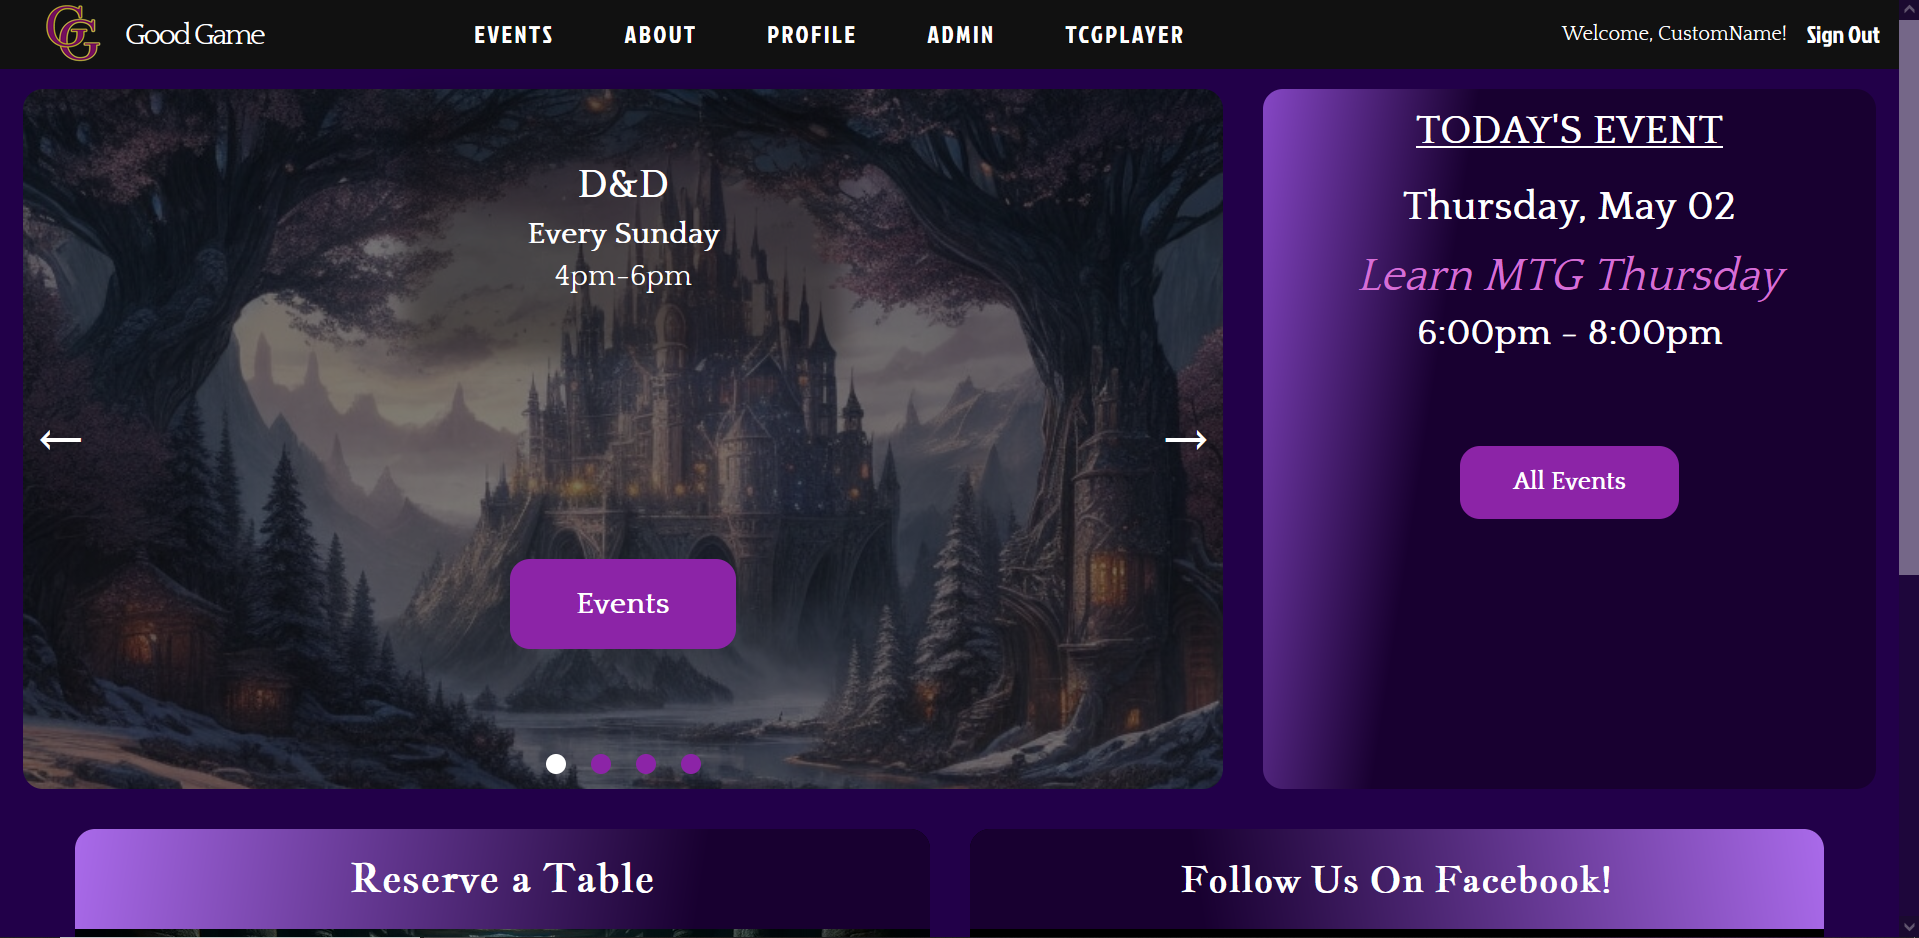 GG Good Game
EVENTS ABOUT PROFILE ADMIN TCGPLAYER
Welcome, CustomName! Sign Out
D&D
Every Sunday
4pm-6pm
Events
TODAY'S EVENT
Thursday, May 02
Learn MTG Thursday
6:00pm - 8:00pm
All Events
Reserve a Table
Follow Us On Facebook!